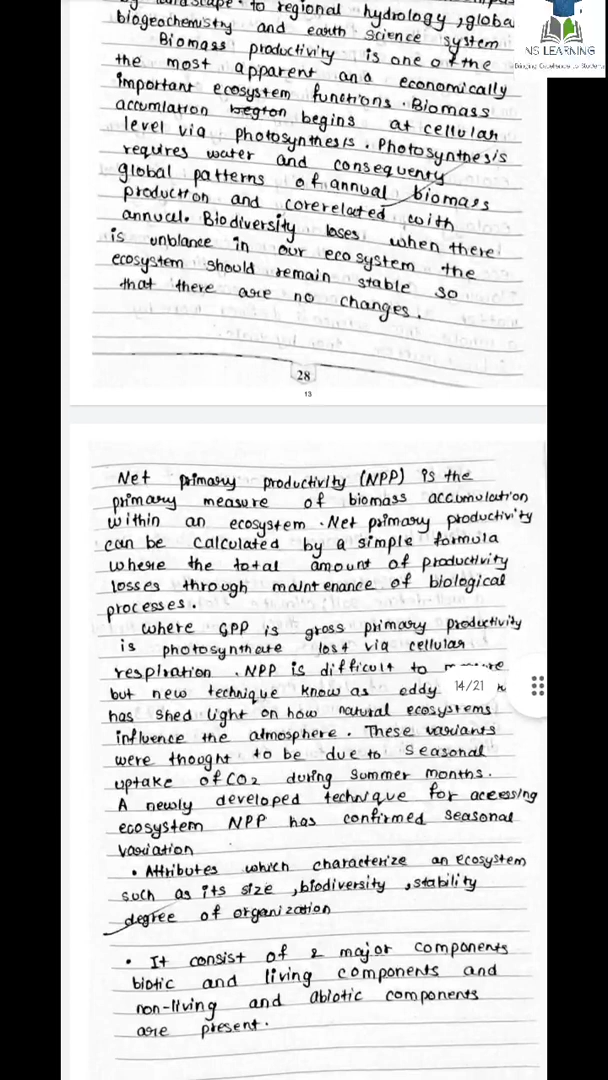 landscape. to regional hydrology, globa
biogeochemistry and earth science system
Biomass productivity is one of the
the most apparent and economically
important ecosystem functions. Biomass
accumlation begins at cellular
level via photosynthesis. Photosynthesis
requires water and consequenty
global patterns of annual biomass
production and corerelated with
annual. Biodiversity loses when there
is unblance in our ecosystem the
ecosystem should remain stable so
that there are no changes.
28
13
NS LEARNING
Bringing Excellence to Students
Net primary productivity (NPP) is the
primary measure of biomass accumulation
within an ecosystem. Net primary productivity
can be calculated by a simple formula
where the total amount of productivity
losses through maintenance of biological
processes.
where GPP is gross primary productivity
is photosynthate lost via cellular
respiration. NPP is difficult to
but new technique know as eddy
14/21
has shed light on how natural ecosystems
influence the atmosphere. These variants
were thought to be due to seasonal
uptake of CO2 during summer months.
A newly developed technique for acessing
ecosystem NPP has confirmed seasonal
variation
• Attributes which characterize an ecosystem
such as its size, biodiversity, stability
degree of organization
• It consist of 2 major components
biotic and living components and
non-living and abiotic components
are present.